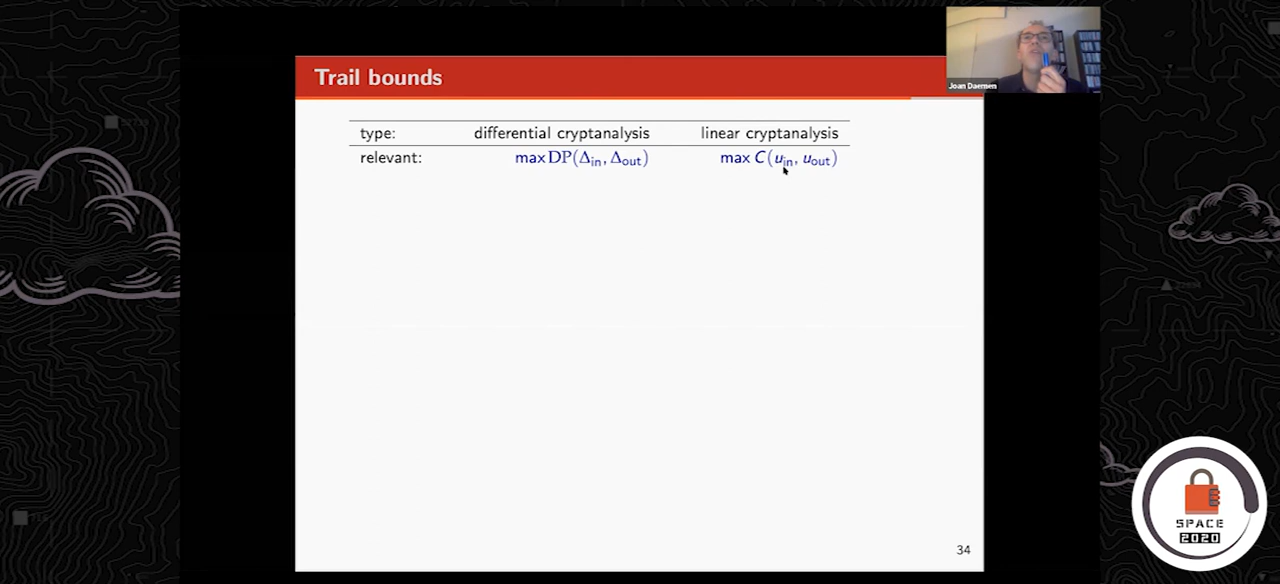 Joan Daemen
Trail bounds
type: differential cryptanalysis linear cryptanalysis
relevant: max DP(Δin, Δout) max C(uin, uout)
34
SPACE
2020